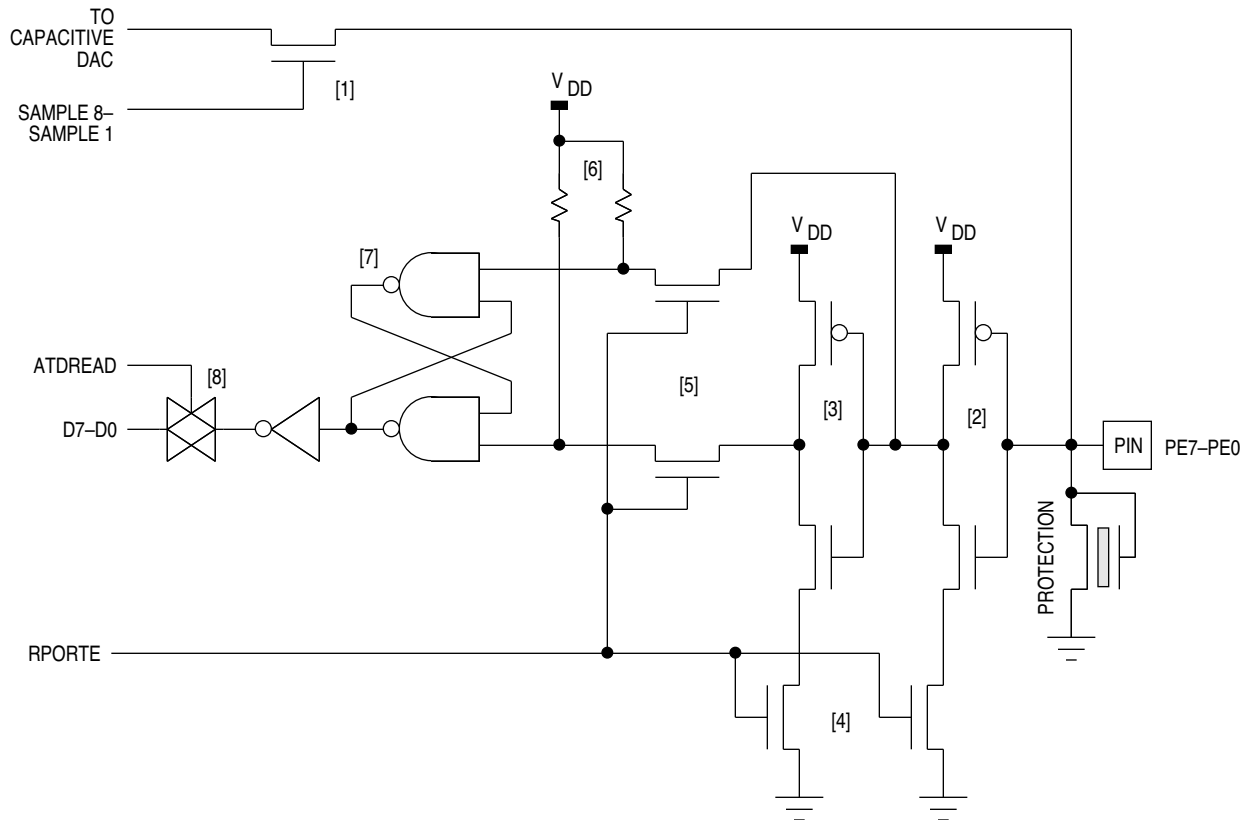 TO
CAPACITIVE
DAC
[1]
SAMPLE 8–
SAMPLE 1
V DD
[6]
V DD
V DD
[7]
ATDREAD
[8]
[5]
[3]
[2]
D7–D0
PIN
PE7–PE0
PROTECTION
RPORTE
[4]